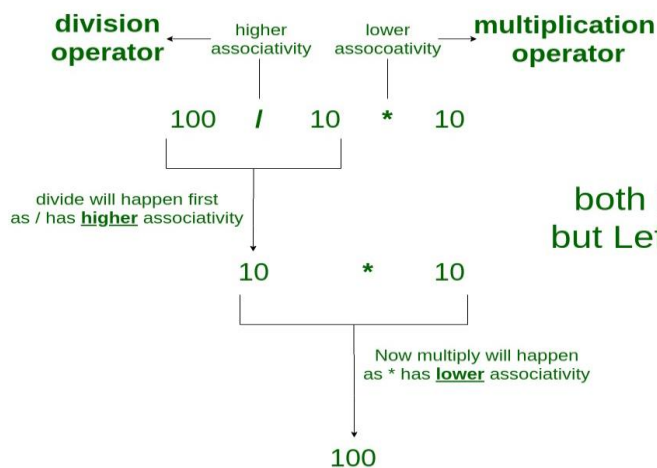 division
operator
higher
associativity
lower
assocoativity
multiplication
operator
100 / 10 * 10
divide will happen first
as / has higher associativity
both
but Le
10 * 10
Now multiply will happen
as * has lower associativity
100